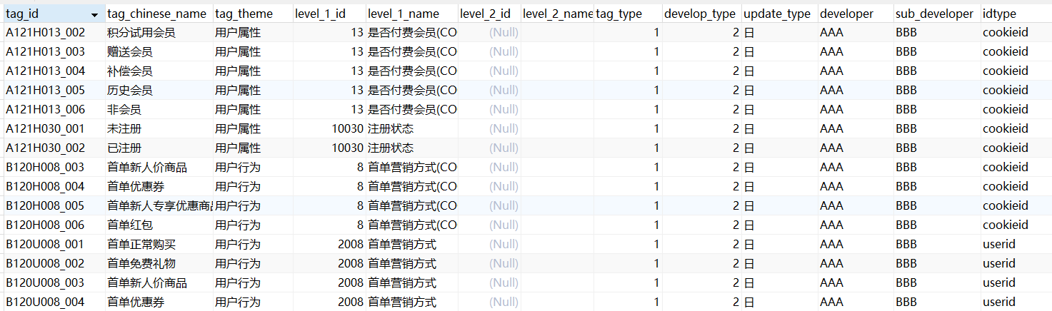 tag_id tag_chinese_name tag_theme level_1_id level_1_name level_2_id level_2_name tag_type develop_type update_type developer sub_developer idtype
A121H013_002 积分试用会员 用户属性 13 是否付费会员(CO (Null) 1 2 日 AAA BBB cookieid
A121H013_003 赠送会员 用户属性 13 是否付费会员(CO (Null) 1 2 日 AAA BBB cookieid
A121H013_004 补偿会员 用户属性 13 是否付费会员(CO (Null) 1 2 日 AAA BBB cookieid
A121H013_005 历史会员 用户属性 13 是否付费会员(CO (Null) 1 2 日 AAA BBB cookieid
A121H013_006 非会员 用户属性 13 是否付费会员(CO (Null) 1 2 日 AAA BBB cookieid
A121H030_001 未注册 用户属性 10030 注册状态 (Null) 1 2 日 AAA BBB cookieid
A121H030_002 已注册 用户属性 10030 注册状态 (Null) 1 2 日 AAA BBB cookieid
B120H008_003 首单新人价商品 用户行为 8 首单营销方式(CO (Null) 1 2 日 AAA BBB cookieid
B120H008_004 首单优惠券 用户行为 8 首单营销方式(CO (Null) 1 2 日 AAA BBB cookieid
B120H008_005 首单新人专享优惠商品 用户行为 8 首单营销方式(CO (Null) 1 2 日 AAA BBB cookieid
B120H008_006 首单红包 用户行为 8 首单营销方式(CO (Null) 1 2 日 AAA BBB cookieid
B120U008_001 首单正常购买 用户行为 2008 首单营销方式 (Null) 1 2 日 AAA BBB userid
B120U008_002 首单免费礼物 用户行为 2008 首单营销方式 (Null) 1 2 日 AAA BBB userid
B120U008_003 首单新人价商品 用户行为 2008 首单营销方式 (Null) 1 2 日 AAA BBB userid
B120U008_004 首单优惠券 用户行为 2008 首单营销方式 (Null) 1 2 日 AAA BBB userid